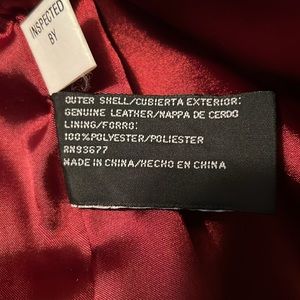 INSPECTED
BY
OUTER SHELL/CUBIERTA EXTERIOR:
GENUINE LEATHER/NAPPA DE CERDO
LINING/FORRO:
100%POLYESTER/POLIESTER
RN93677
MADE IN CHINA/HECHO EN CHINA